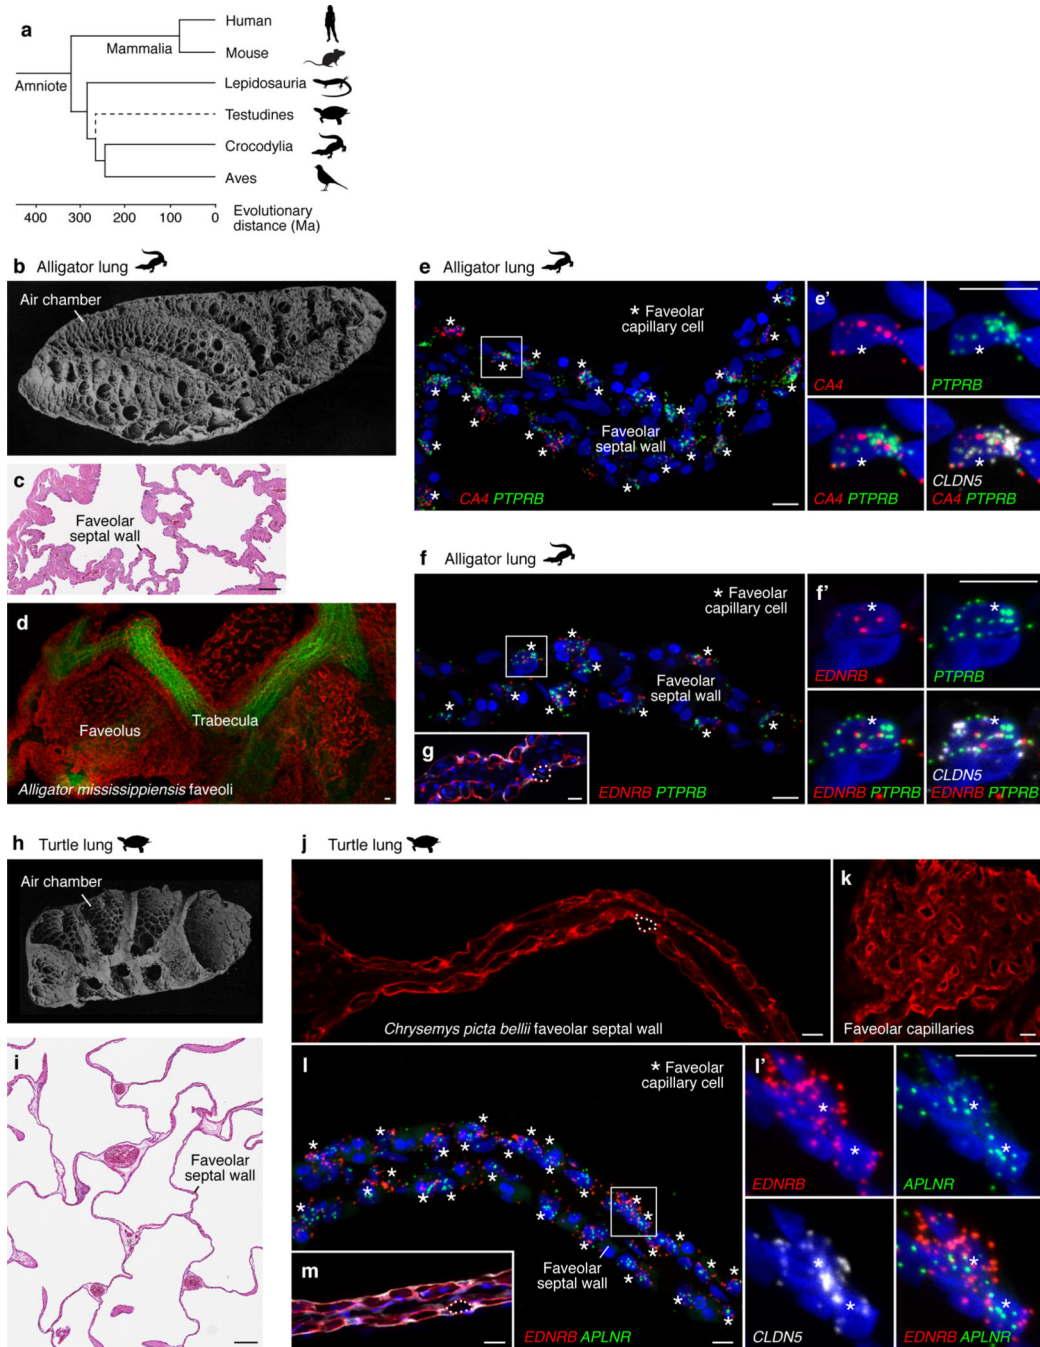 a
Human
Mammalia
Mouse
Amniote
Lepidosauria
Testudines
Crocodylia
Aves
400 300 200 100 0
Evolutionary
distance (Ma)
b Alligator lung
Air chamber
c
Faveolar
septal wall
d
Trabecula
Faveolus
Alligator mississippiensis faveoli
e Alligator lung
* Faveolar
capillary cell
Faveolar
septal wall
CA4 PTPRB
e'
CA4
PTPRB
CA4 PTPRB
CLDN5
CA4 PTPRB
f Alligator lung
* Faveolar
capillary cell
Faveolar
septal wall
g
EDNRB PTPRB
f'
EDNRB
PTPRB
EDNRB PTPRB
CLDN5
EDNRB PTPRB
h Turtle lung
Air chamber
i
Faveolar
septal wall
j Turtle lung
Chrysemys picta bellii faveolar septal wall
k
Faveolar capillaries
l
* Faveolar
capillary cell
Faveolar
septal wall
m
EDNRB APLNR
l'
EDNRB
APLNR
CLDN5
EDNRB APLNR